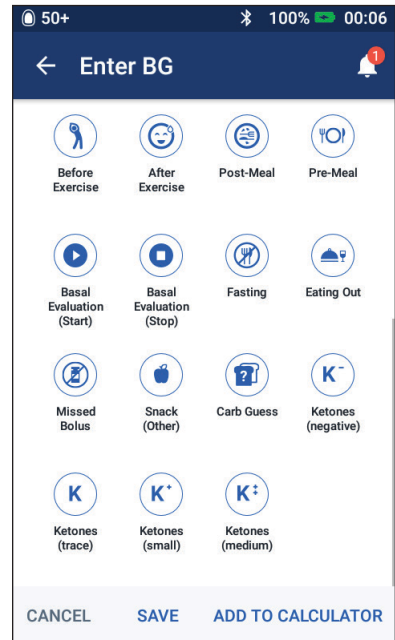 50+ 100% 00:06
Enter BG 1
Before Exercise
After Exercise
Post-Meal
Pre-Meal
Basal Evaluation (Start)
Basal Evaluation (Stop)
Fasting
Eating Out
Missed Bolus
Snack (Other)
? Carb Guess
K- Ketones (negative)
K Ketones (trace)
K+ Ketones (small)
K‡ Ketones (medium)
CANCEL SAVE ADD TO CALCULATOR